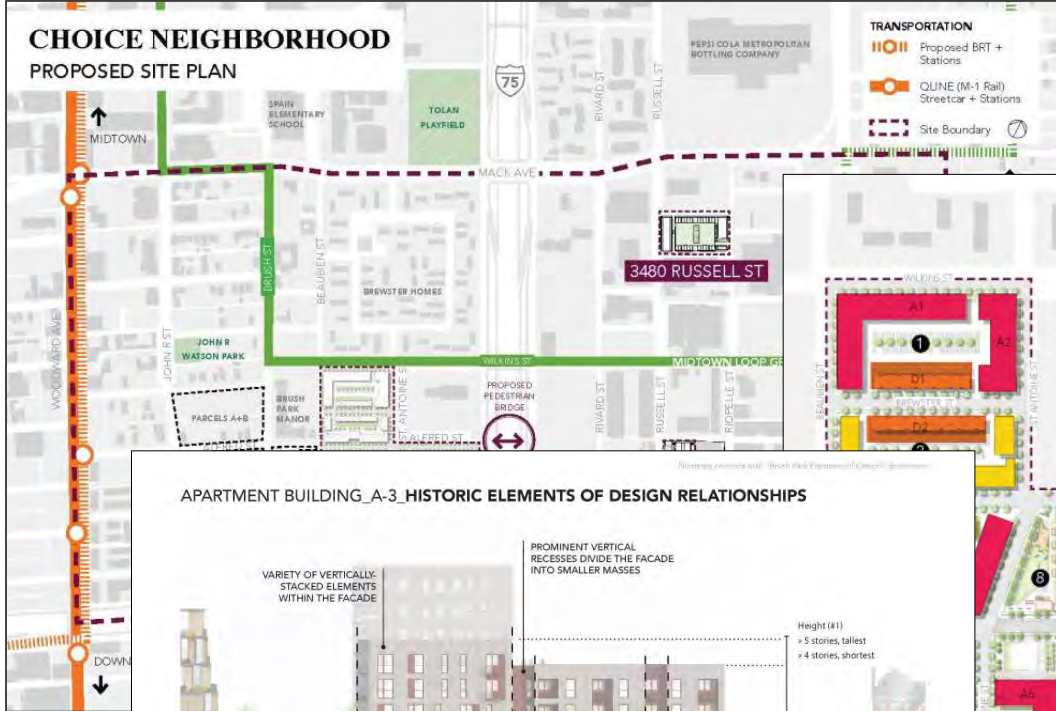 CHOICE NEIGHBORHOOD
PROPOSED SITE PLAN
MIDTOWN
SPAIN
ELEMENTARY
SCHOOL
TOLAN
PLAYFIELD
75
RIVARD ST
RUSSELL ST
PEPSI COLA METROPOLITAN
BOTTLING COMPANY
TRANSPORTATION
Proposed BRT +
Stations
QLINE (M-1 Rail)
Streetcar + Stations
Site Boundary
MACK AVE
WOODWARD AVE
JOHN R ST
BRUSH ST
BEAUBIEN ST
BREWSTER HOMES
3480 RUSSELL ST
JOHN R
WATSON PARK
WILKINS ST
MIDTOWN LOOP GR
PARCELS A+B
BRUSH
PARK
MANOR
ST ANTOINE S
ALFRED ST
PROPOSED
PEDESTRIAN
BRIDGE
RIVARD ST
RUSSELL ST
RIOPELLE ST
DOWN
WILKINS ST
A1
A2
1
D1
BREWSTER ST
D2
BEAUBIEN ST
ST ANTOINE ST
8
A6
APARTMENT BUILDING_A-3_HISTORIC ELEMENTS OF DESIGN RELATIONSHIPS
VARIETY OF VERTICALLY-
STACKED ELEMENTS
WITHIN THE FACADE
PROMINENT VERTICAL
RECESSES DIVIDE THE FACADE
INTO SMALLER MASSES
Height (#1)
> 5 stories, tallest
> 4 stories, shortest